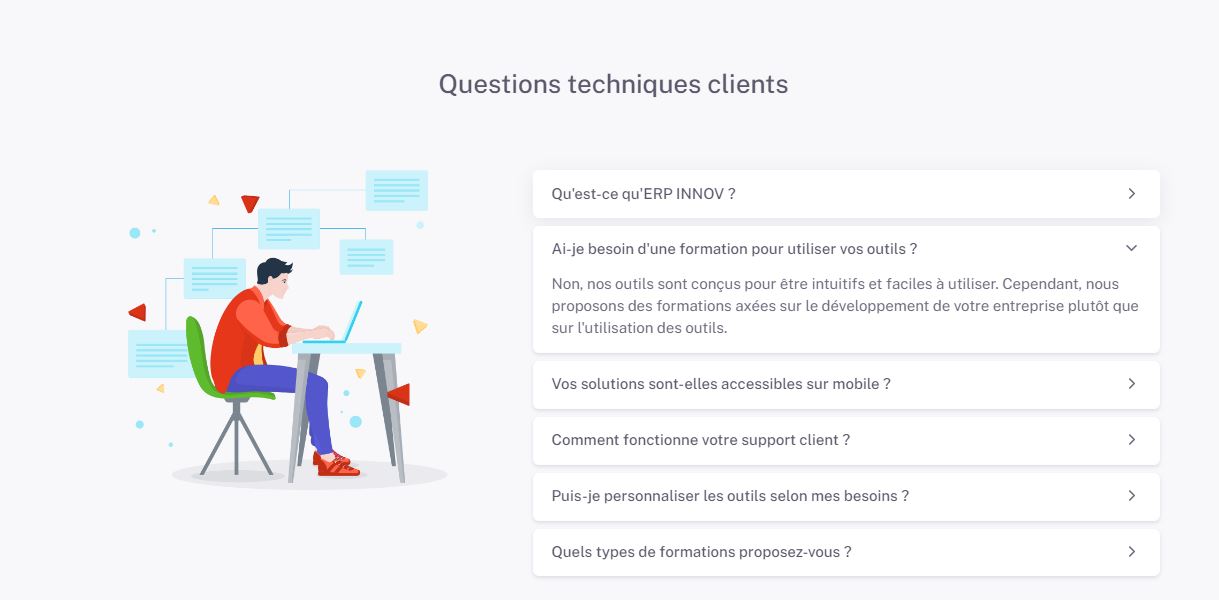 Questions techniques clients
Qu'est-ce qu'ERP INNOV ?
Ai-je besoin d'une formation pour utiliser vos outils ?
Non, nos outils sont conçus pour être intuitifs et faciles à utiliser. Cependant, nous
proposons des formations axées sur le développement de votre entreprise plutôt que
sur l'utilisation des outils.
Vos solutions sont-elles accessibles sur mobile ?
Comment fonctionne votre support client ?
Puis-je personnaliser les outils selon mes besoins ?
Quels types de formations proposez-vous ?